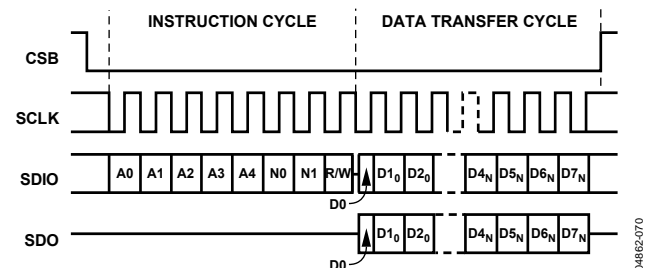 INSTRUCTION CYCLE DATA TRANSFER CYCLE
CSB
SCLK
SDIO A0 A1 A2 A3 A4 N0 N1 R/W D1₀ D2₀ D4ₙ D5ₙ D6ₙ D7ₙ
D0
SDO D1₀ D2₀ D4ₙ D5ₙ D6ₙ D7ₙ
D0
04862-070